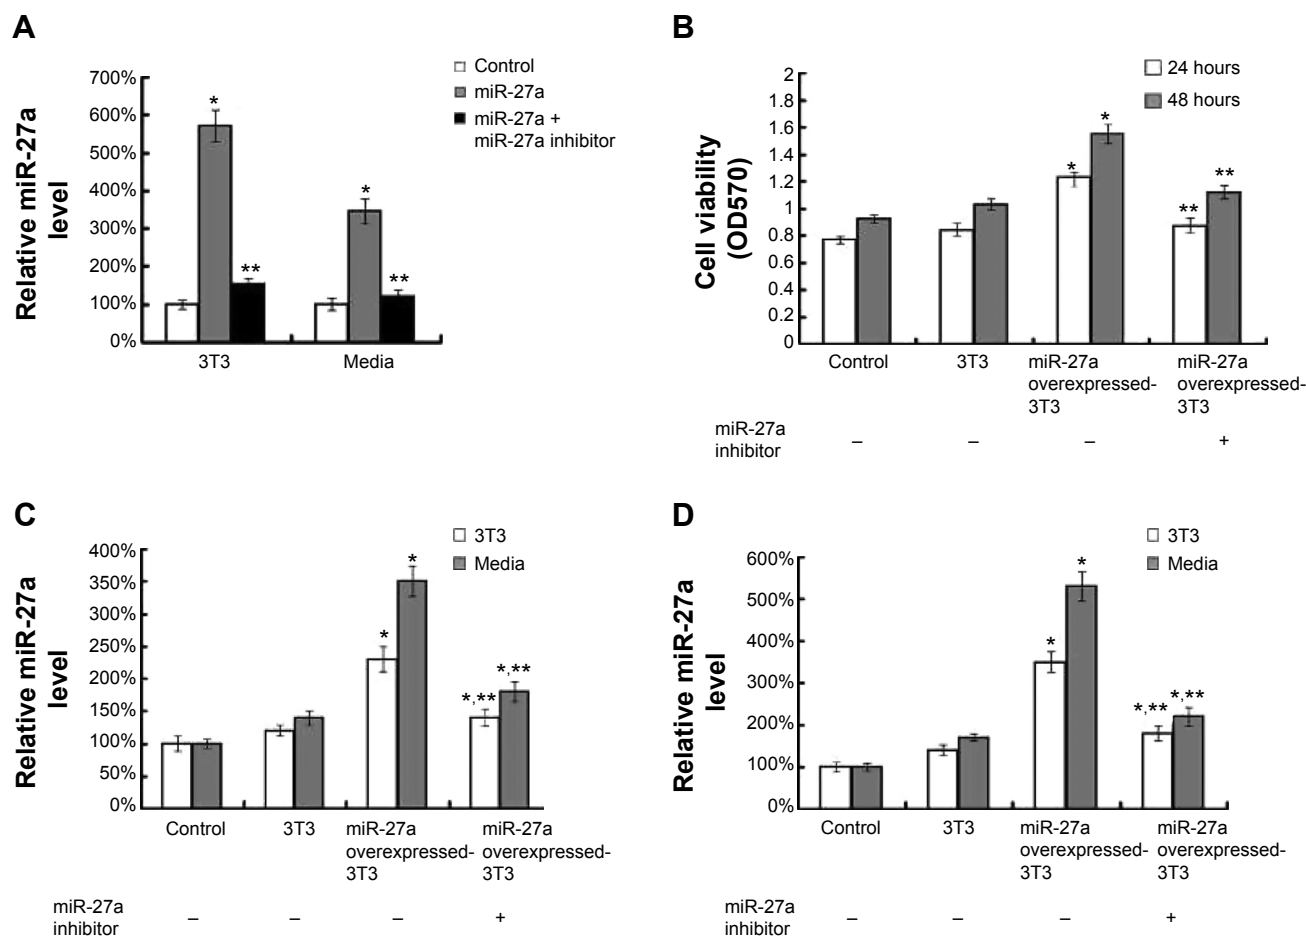 A
Relative miR-27a
level
700%
600%
500%
400%
300%
200%
100%
0%
*
**
*
**
3T3
Media
Control
miR-27a
miR-27a +
miR-27a inhibitor
B
Cell viability
(OD570)
2
1.8
1.6
1.4
1.2
1
0.8
0.6
0.4
0.2
0
24 hours
48 hours
*
*
**
**
Control
3T3
miR-27a
overexpressed-
3T3
miR-27a
overexpressed-
3T3
miR-27a
inhibitor
–
–
–
+
C
Relative miR-27a
level
400%
350%
300%
250%
200%
150%
100%
50%
0%
3T3
Media
*
*
*,**
*,**
Control
3T3
miR-27a
overexpressed-
3T3
miR-27a
overexpressed-
3T3
miR-27a
inhibitor
–
–
–
+
D
Relative miR-27a
level
600%
500%
400%
300%
200%
100%
0%
3T3
Media
*
*
*,**
*,**
Control
3T3
miR-27a
overexpressed-
3T3
miR-27a
overexpressed-
3T3
miR-27a
inhibitor
–
–
–
+